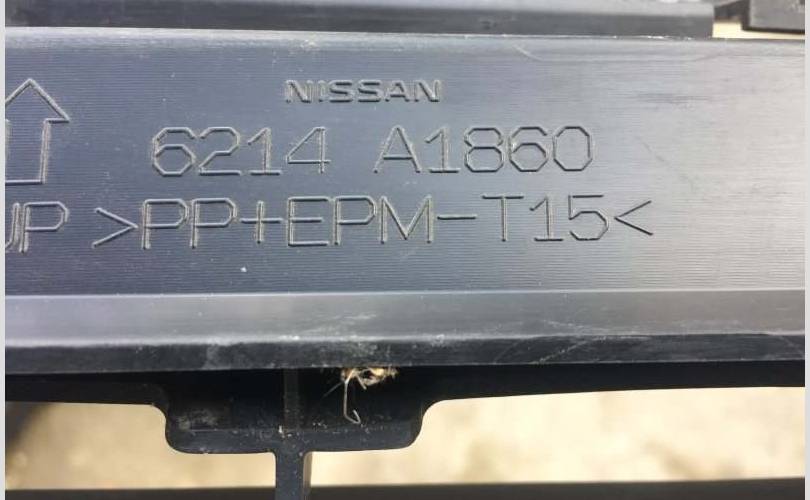 NISSAN
6214 A1860
UP >PP+EPM-T15<